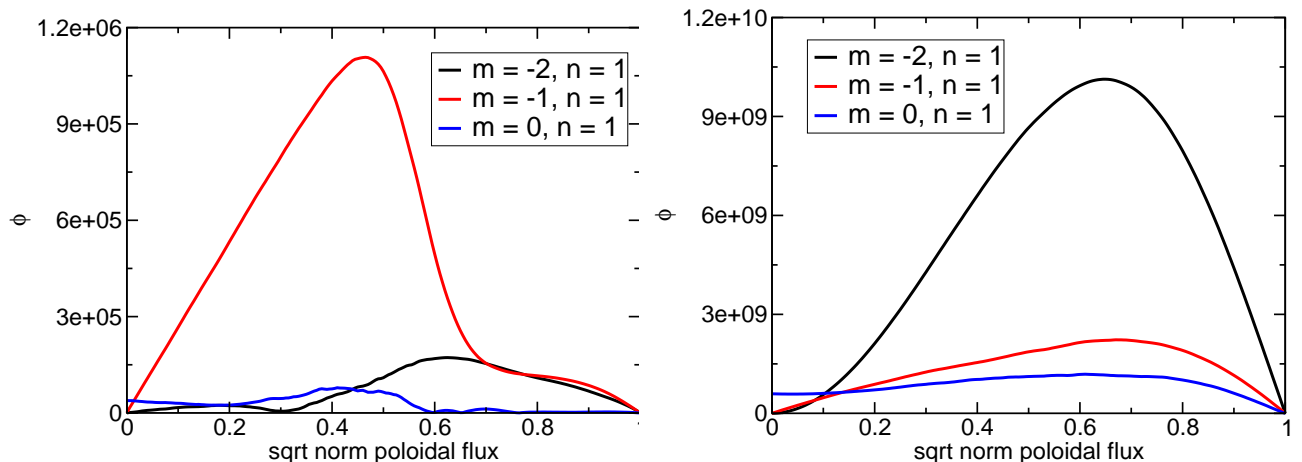 1.2e+06
9e+05
6e+05
3e+05
0
ϕ
0
0.2
0.4
0.6
0.8
sqrt norm poloidal flux
m = -2, n = 1
m = -1, n = 1
m = 0, n = 1
1.2e+10
9e+09
6e+09
3e+09
0
ϕ
0
0.2
0.4
0.6
0.8
1
sqrt norm poloidal flux
m = -2, n = 1
m = -1, n = 1
m = 0, n = 1